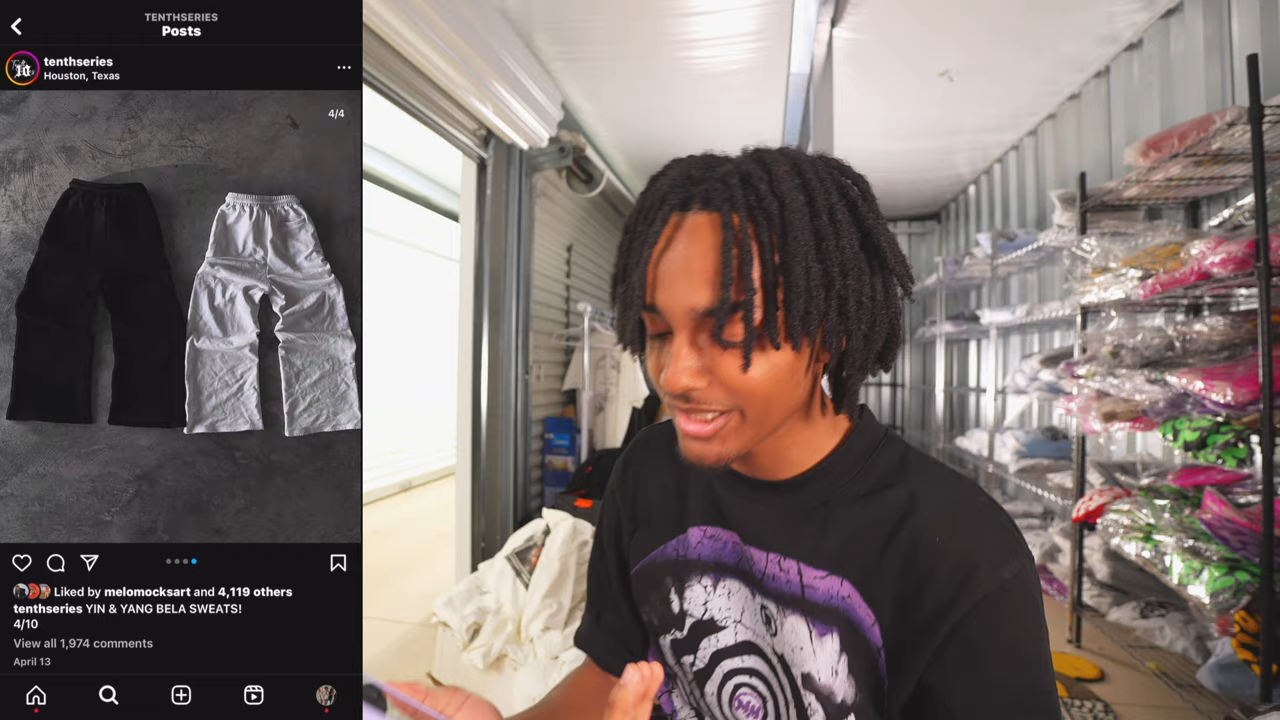 TENTHSERIES
Posts
tenthseries
Houston, Texas
4/4
Liked by melomocksart and 4,119 others
tenthseries YIN & YANG BELA SWEATS!
4/10
View all 1,974 comments
April 13